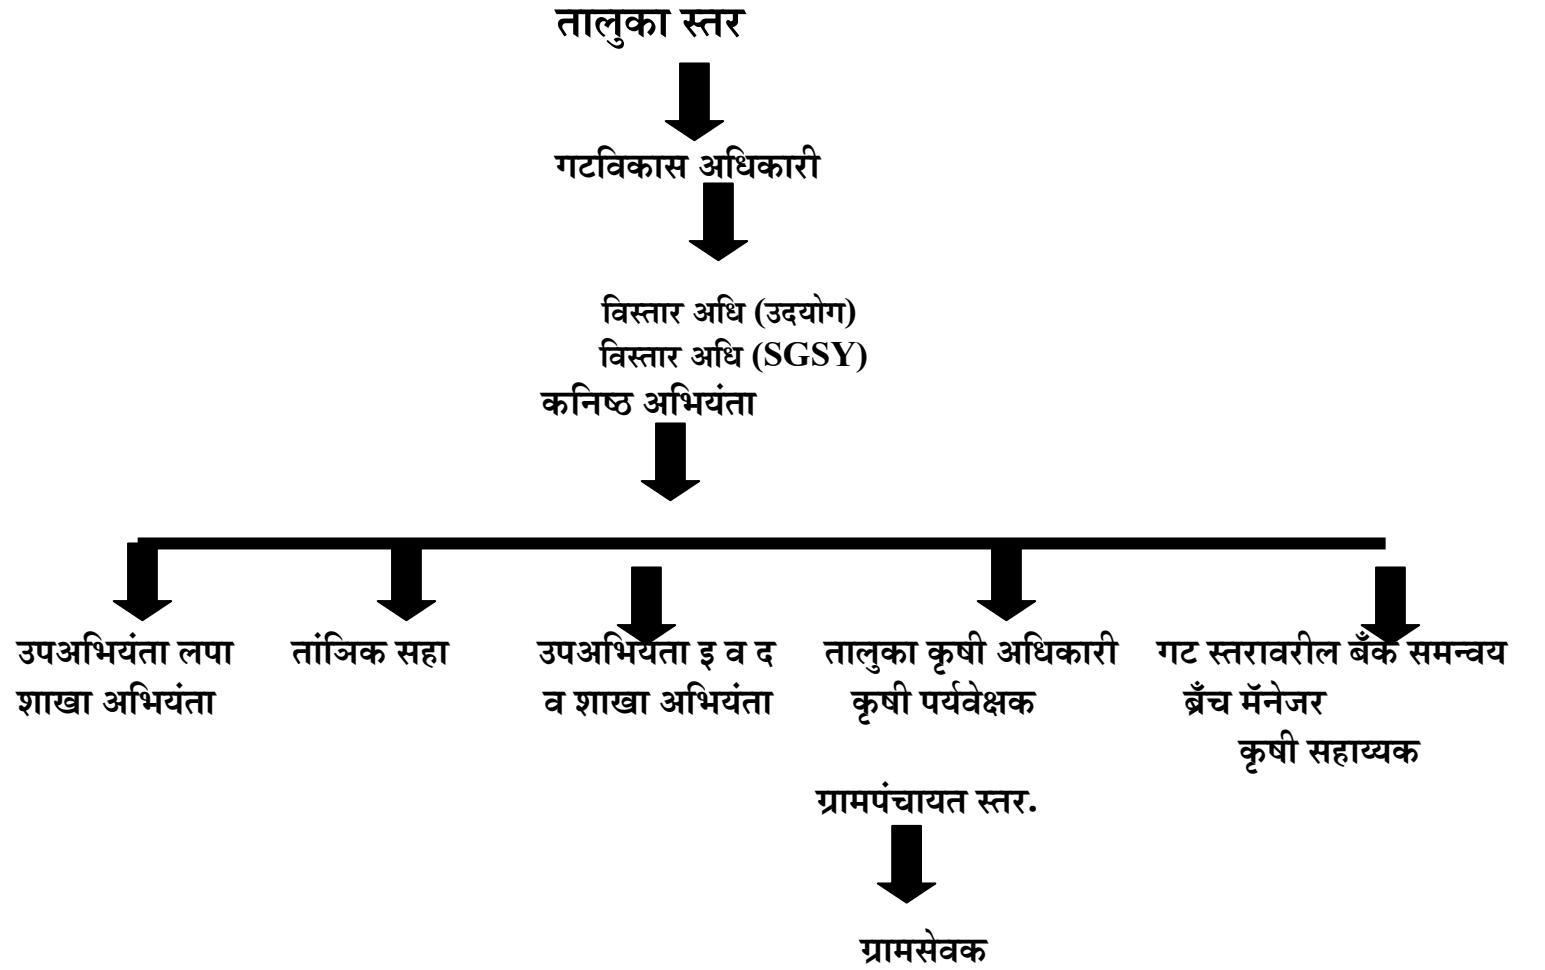 तालुका स्तर
गटविकास अधिकारी
विस्तार अधि (उदयोग)
विस्तार अधि (SGSY)
कनिष्ठ अभियंता
उपअभियंता लपा
शाखा अभियंता
तांञिक सहा
उपअभियंता इ व द
व शाखा अभियंता
तालुका कृषी अधिकारी
कृषी पर्यवेक्षक
गट स्तरावरील बँक समन्वय
ब्रँच मॅनेजर
कृषी सहाय्यक
ग्रामपंचायत स्तर.
ग्रामसेवक